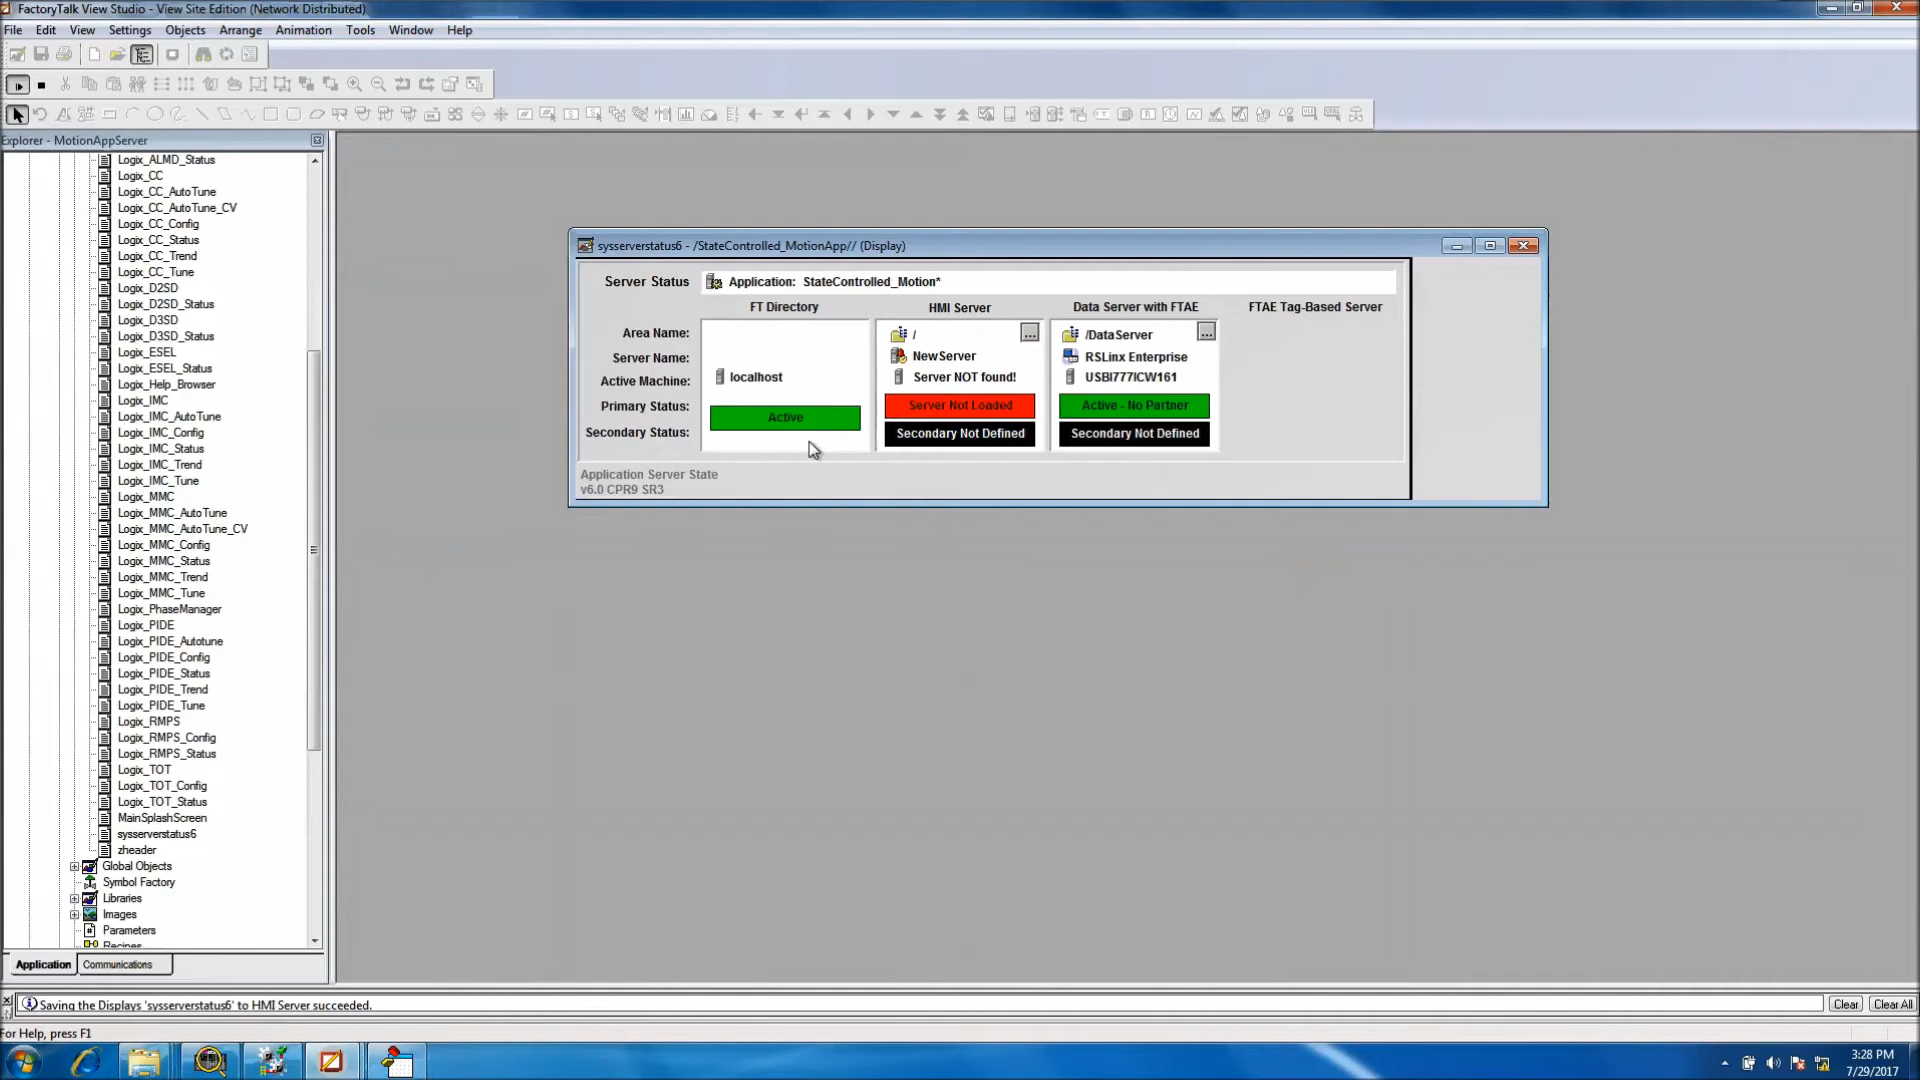 FactoryTalk View Studio - View Site Edition (Network Distributed)
File Edit View Settings Objects Arrange Animation Tools Window Help
Explorer - MotionAppServer
Logix_ALMD_Status
Logix_CC
Logix_CC_AutoTune
Logix_CC_AutoTune_CV
Logix_CC_Config
Logix_CC_Status
Logix_CC_Trend
Logix_CC_Tune
Logix_D2SD
Logix_D2SD_Status
Logix_D3SD
Logix_D3SD_Status
Logix_ESEL
Logix_ESEL_Status
Logix_Help_Browser
Logix_IMC
Logix_IMC_AutoTune
Logix_IMC_Config
Logix_IMC_Status
Logix_IMC_Trend
Logix_IMC_Tune
Logix_MMC
Logix_MMC_AutoTune
Logix_MMC_AutoTune_CV
Logix_MMC_Config
Logix_MMC_Status
Logix_MMC_Trend
Logix_MMC_Tune
Logix_PhaseManager
Logix_PIDE
Logix_PIDE_Autotune
Logix_PIDE_Config
Logix_PIDE_Status
Logix_PIDE_Trend
Logix_PIDE_Tune
Logix_RMPS
Logix_RMPS_Config
Logix_RMPS_Status
Logix_TOT
Logix_TOT_Config
Logix_TOT_Status
MainSplashScreen
sysserverstatus6
zheader
Global Objects
Symbol Factory
Libraries
Images
Parameters
Recipes
Application Communications
sysserverstatus6 - /StateControlled_MotionApp// (Display)
Server Status Application: StateControlled_Motion*
FT Directory HMI Server Data Server with FTAE FTAE Tag-Based Server
Area Name: / ... /DataServer ...
Server Name: NewServer RSLinx Enterprise
Active Machine: localhost Server NOT found! USBI777ICW161
Primary Status: Active Server Not Loaded Active - No Partner
Secondary Status: Secondary Not Defined Secondary Not Defined
Application Server State
v6.0 CPR9 SR3
Saving the Displays 'sysserverstatus6' to HMI Server succeeded.
Clear Clear All
For Help, press F1
3:28 PM
7/29/2017